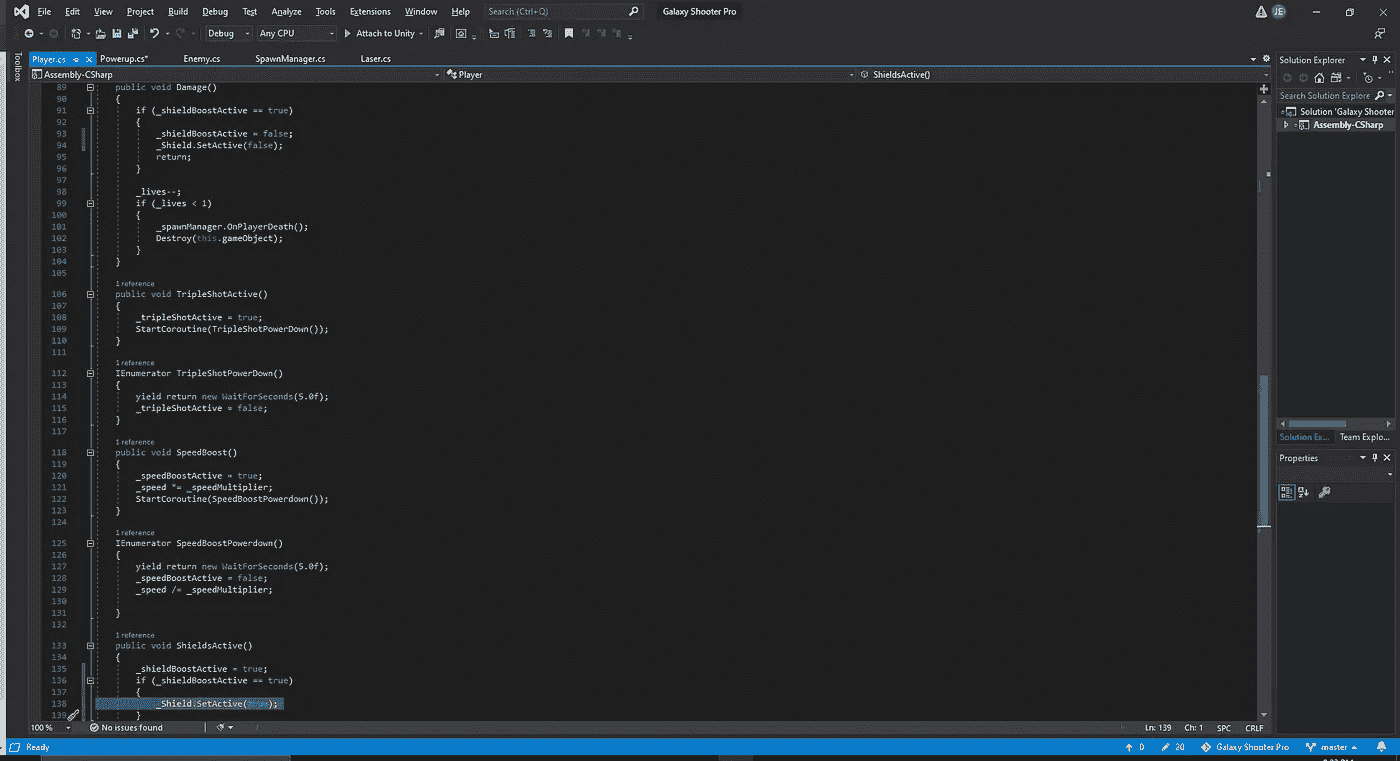 File Edit View Project Build Debug Test Analyze Tools Extensions Window Help Search (Ctrl+Q) Galaxy Shooter Pro JE
Debug Any CPU Attach to Unity
Toolbox
Player.cs Powerup.cs* Enemy.cs SpawnManager.cs Laser.cs
Assembly-CSharp Player ShieldsActive()
89 public void Damage()
90 {
91 if (_shieldBoostActive == true)
92 {
93 _shieldBoostActive = false;
94 _Shield.SetActive(false);
95 return;
96 }
97
98 _lives--;
99 if (_lives < 1)
100 {
101 _spawnManager.OnPlayerDeath();
102 Destroy(this.gameObject);
103 }
104 }
105
1 reference
106 public void TripleShotActive()
107 {
108 _tripleShotActive = true;
109 StartCoroutine(TripleShotPowerDown());
110 }
111
1 reference
112 IEnumerator TripleShotPowerDown()
113 {
114 yield return new WaitForSeconds(5.0f);
115 _tripleShotActive = false;
116 }
117
1 reference
118 public void SpeedBoost()
119 {
120 _speedBoostActive = true;
121 _speed *= _speedMultiplier;
122 StartCoroutine(SpeedBoostPowerdown());
123 }
124
1 reference
125 IEnumerator SpeedBoostPowerdown()
126 {
127 yield return new WaitForSeconds(5.0f);
128 _speedBoostActive = false;
129 _speed /= _speedMultiplier;
130
131 }
132
1 reference
133 public void ShieldsActive()
134 {
135 _shieldBoostActive = true;
136 if (_shieldBoostActive == true)
137 {
138 _Shield.SetActive(true);
139 }
100 % No issues found Ln: 139 Ch: 1 SPC CRLF
Solution Explorer
Search Solution Explore
Solution 'Galaxy Shooter
Assembly-CSharp
Solution Ex... Team Explo...
Properties
Ready 0 20 Galaxy Shooter Pro master